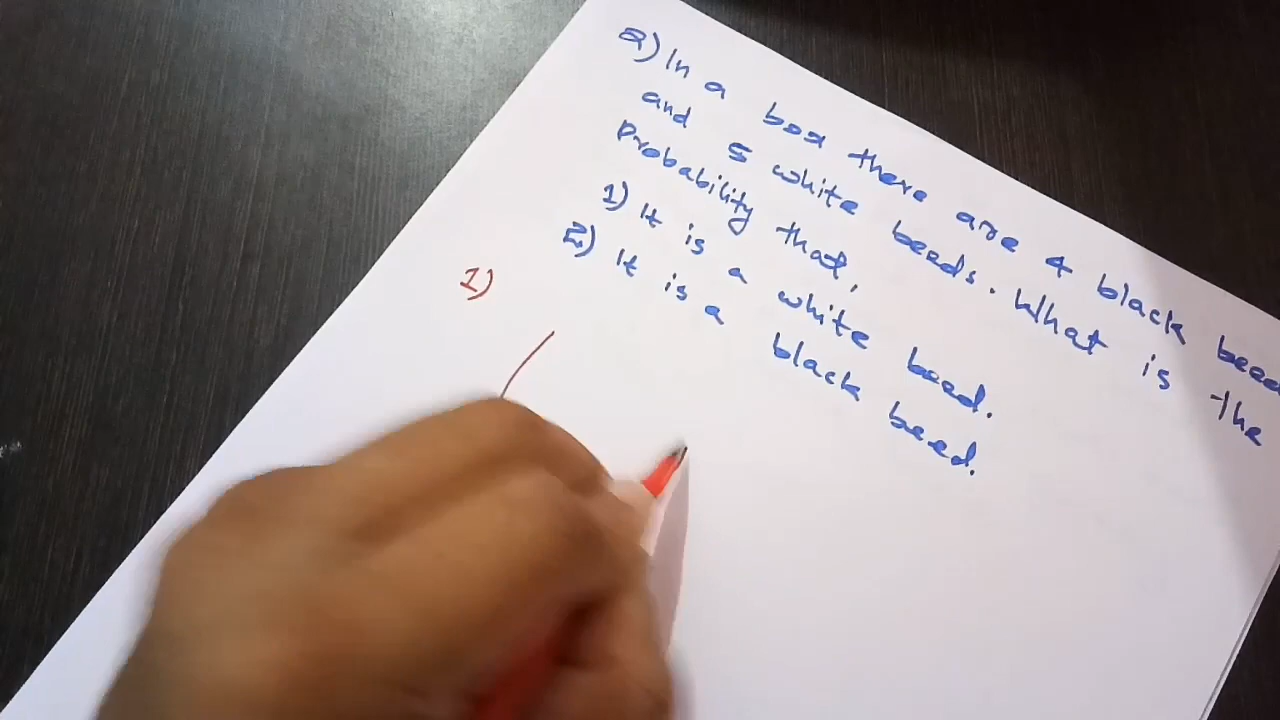 Q) In a box there are 4 black beed
and 5 white beeds. What is the
Probability that,
1) It is a white beed.
2) It is a black beed.
1)